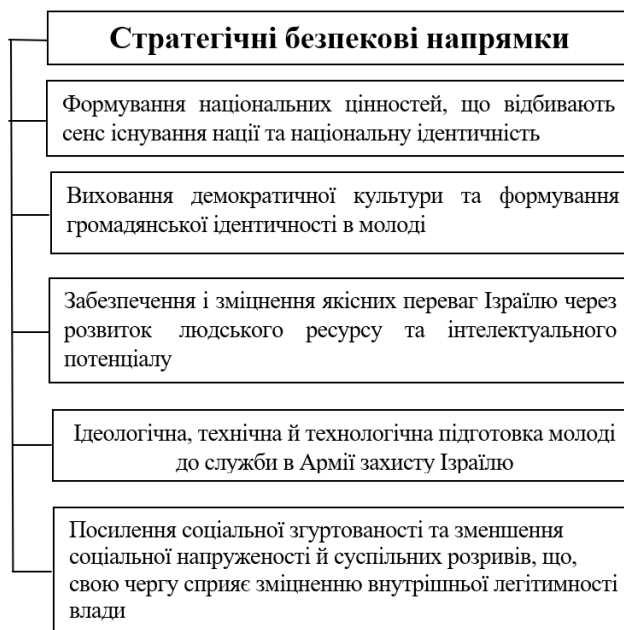 Стратегічні безпекові напрямки
Формування національних цінностей, що відбивають
сенс існування нації та національну ідентичність
Виховання демократичної культури та формування
громадянської ідентичності в молоді
Забезпечення і зміцнення якісних переваг Ізраїлю через
розвиток людського ресурсу та інтелектуального
потенціалу
Ідеологічна, технічна й технологічна підготовка молоді
до служби в Армії захисту Ізраїлю
Посилення соціальної згуртованості та зменшення
соціальної напруженості й суспільних розривів, що,
свою чергу сприяє зміцненню внутрішньої легітимності
влади